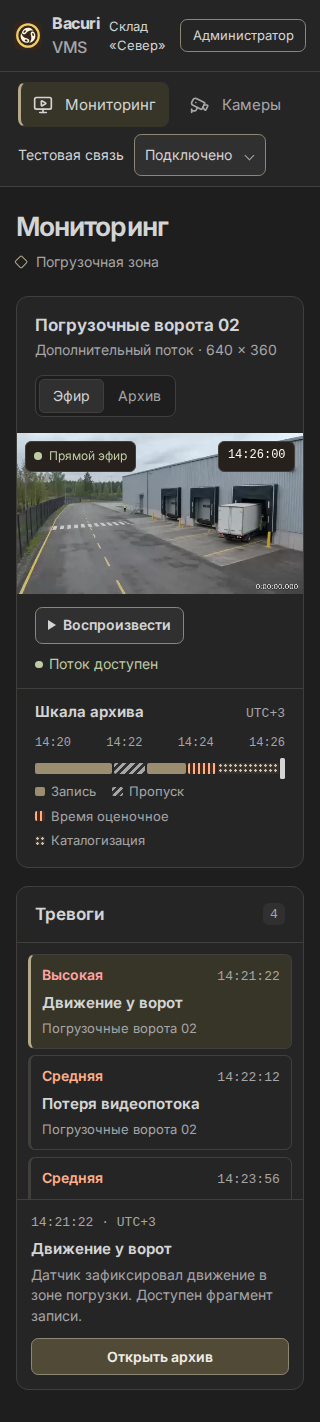 Bacuri
VMS
Склад
«Север»
Администратор
Мониторинг
Камеры
Тестовая связь
Подключено
Мониторинг
Погрузочная зона
Погрузочные ворота 02
Дополнительный поток · 640 × 360
Эфир
Архив
Прямой эфир
14:26:00
0:00:00.000
Воспроизвести
Поток доступен
Шкала архива
UTC+3
14:20 14:22 14:24 14:26
Запись
Пропуск
Время оценочное
Каталогизация
Тревоги
4
Высокая
14:21:22
Движение у ворот
Погрузочные ворота 02
Средняя
14:22:12
Потеря видеопотока
Погрузочные ворота 02
Средняя
14:23:56
14:21:22 · UTC+3
Движение у ворот
Датчик зафиксировал движение в
зоне погрузки. Доступен фрагмент
записи.
Открыть архив